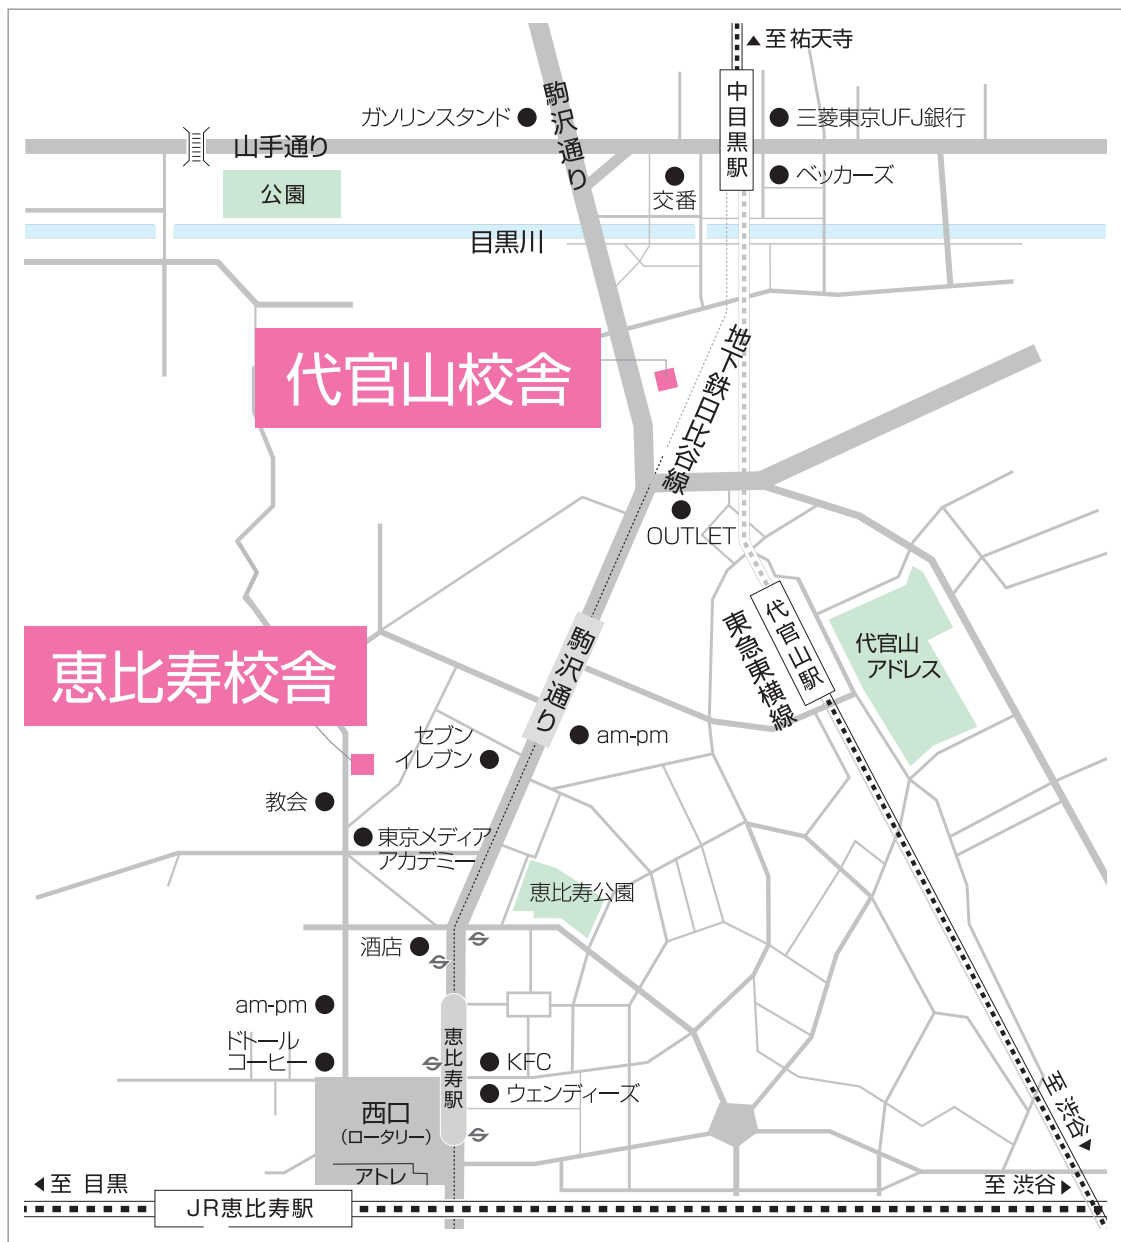 至 祐天寺
駒沢通り
中目黒駅
ガソリンスタンド
三菱東京UFJ銀行
山手通り
公園
交番
ベッカーズ
目黒川
代官山校舎
地下鉄日比谷線
OUTLET
代官山駅
東急東横線
代官山
アドレス
恵比寿校舎
駒沢通り
セブン
イレブン
am-pm
教会
東京メディア
アカデミー
恵比寿公園
酒店
am-pm
ドトール
コーヒー
恵比寿駅
KFC
ウェンディーズ
西口
(ロータリー)
アトレ
至 渋谷
至 目黒
JR恵比寿駅
至 渋谷